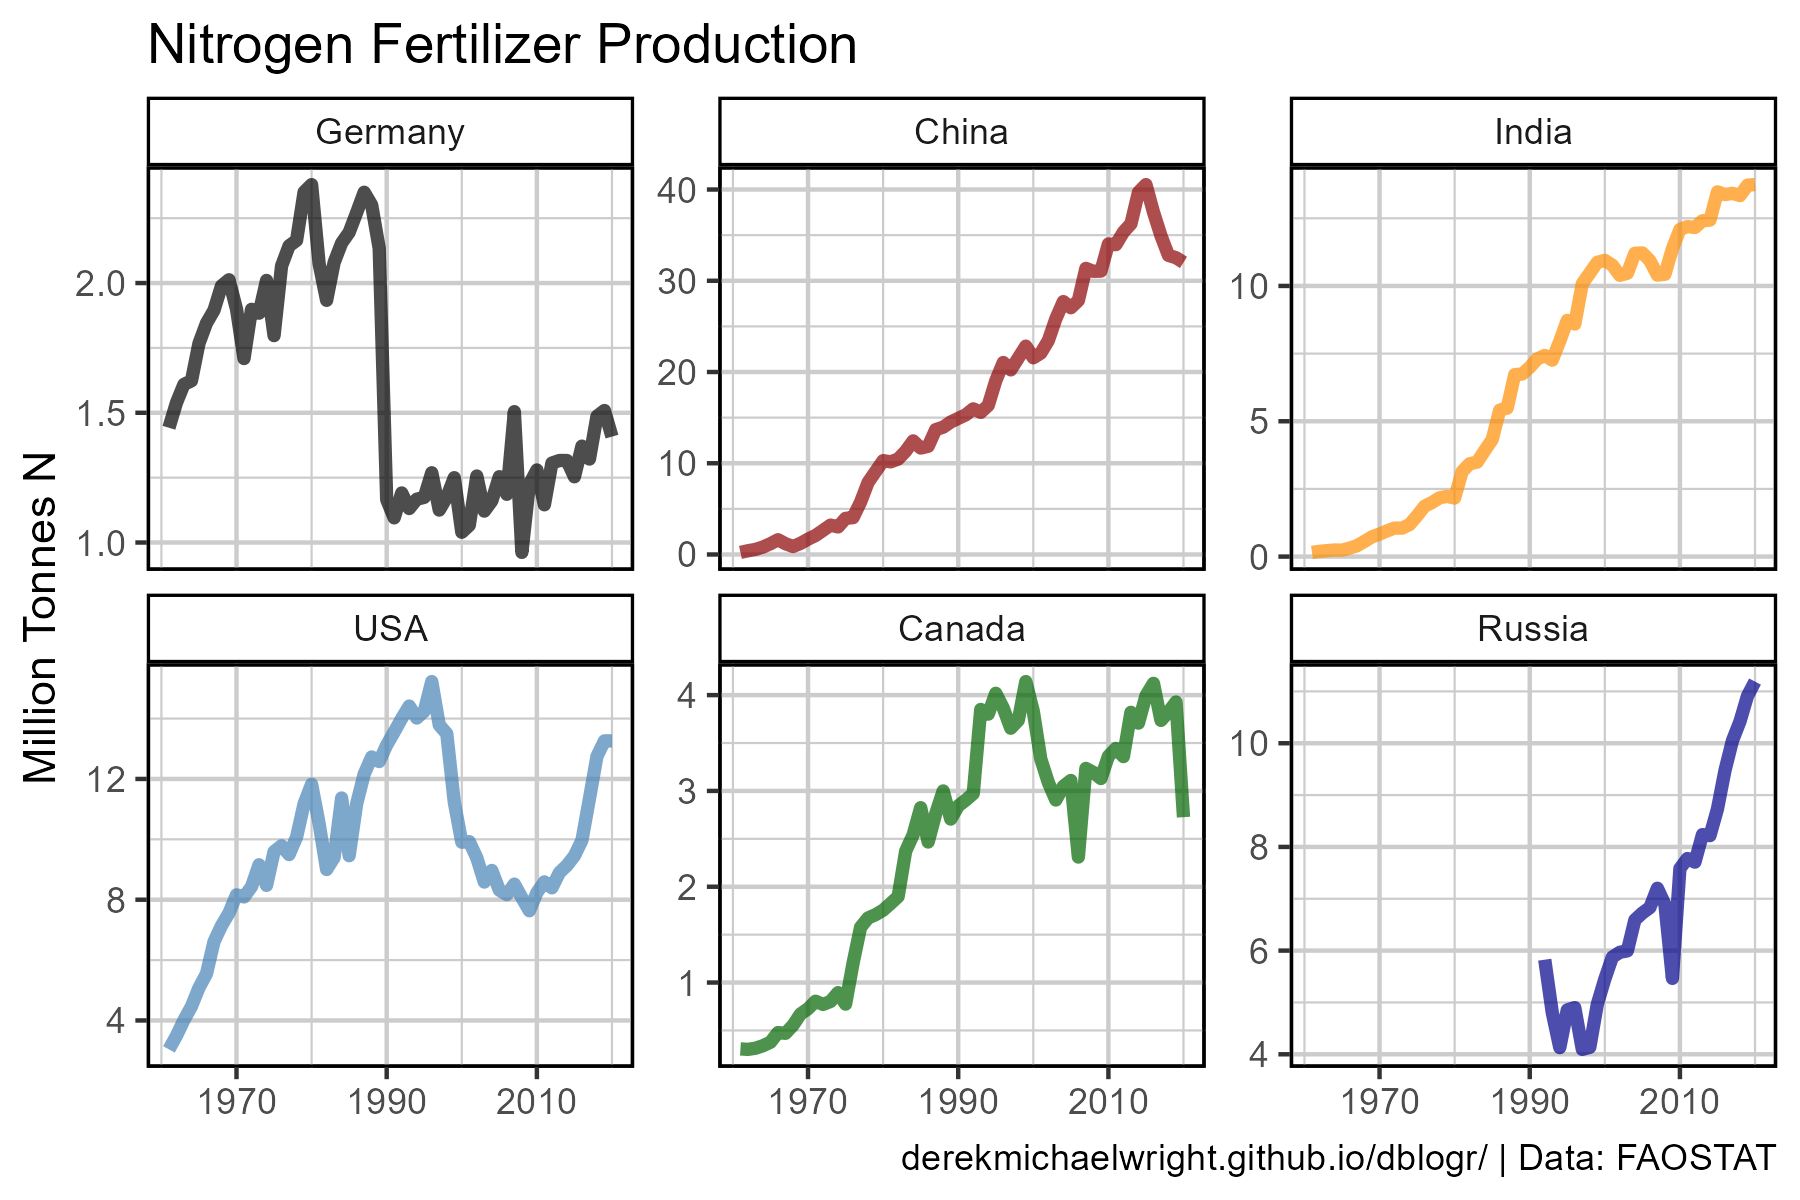 Nitrogen Fertilizer Production
Million Tonnes N
Germany
China
India
2.0
1.5
1.0
40
30
20
10
0
10
5
0
USA
Canada
Russia
12
8
4
4
3
2
1
10
8
6
4
1970 1990 2010
1970 1990 2010
1970 1990 2010
derekmichaelwright.github.io/dblogr/ | Data: FAOSTAT